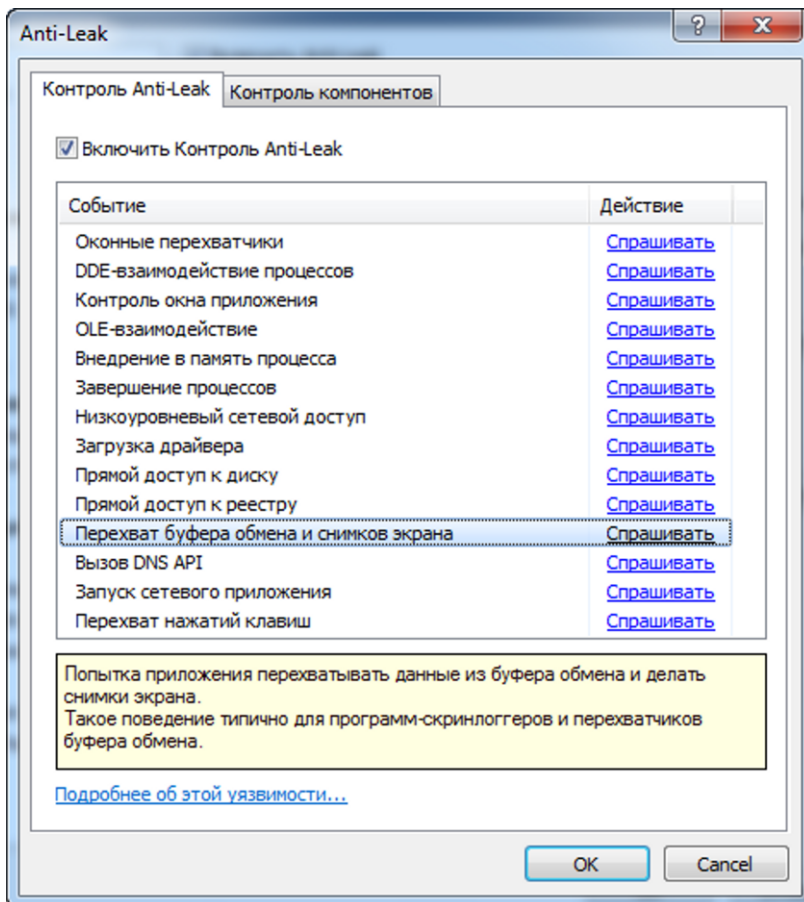 Anti-Leak
Контроль Anti-Leak Контроль компонентов
Включить Контроль Anti-Leak
Событие Действие
Оконные перехватчики Спрашивать
DDE-взаимодействие процессов Спрашивать
Контроль окна приложения Спрашивать
OLE-взаимодействие Спрашивать
Внедрение в память процесса Спрашивать
Завершение процессов Спрашивать
Низкоуровневый сетевой доступ Спрашивать
Загрузка драйвера Спрашивать
Прямой доступ к диску Спрашивать
Прямой доступ к реестру Спрашивать
Перехват буфера обмена и снимков экрана Спрашивать
Вызов DNS API Спрашивать
Запуск сетевого приложения Спрашивать
Перехват нажатий клавиш Спрашивать
Попытка приложения перехватывать данные из буфера обмена и делать
снимки экрана.
Такое поведение типично для программ-скринлоггеров и перехватчиков
буфера обмена.
Подробнее об этой уязвимости...
OK Cancel